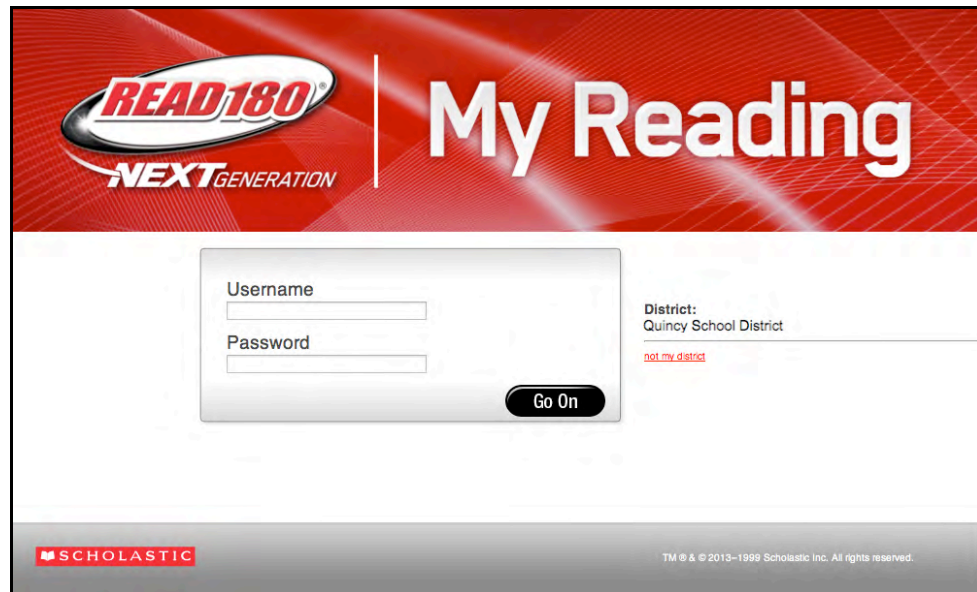 READ 180®
NEXT GENERATION
My Reading
Username
Password
Go On
District:
Quincy School District
not my district
SCHOLASTIC
TM ® & © 2013–1999 Scholastic Inc. All rights reserved.